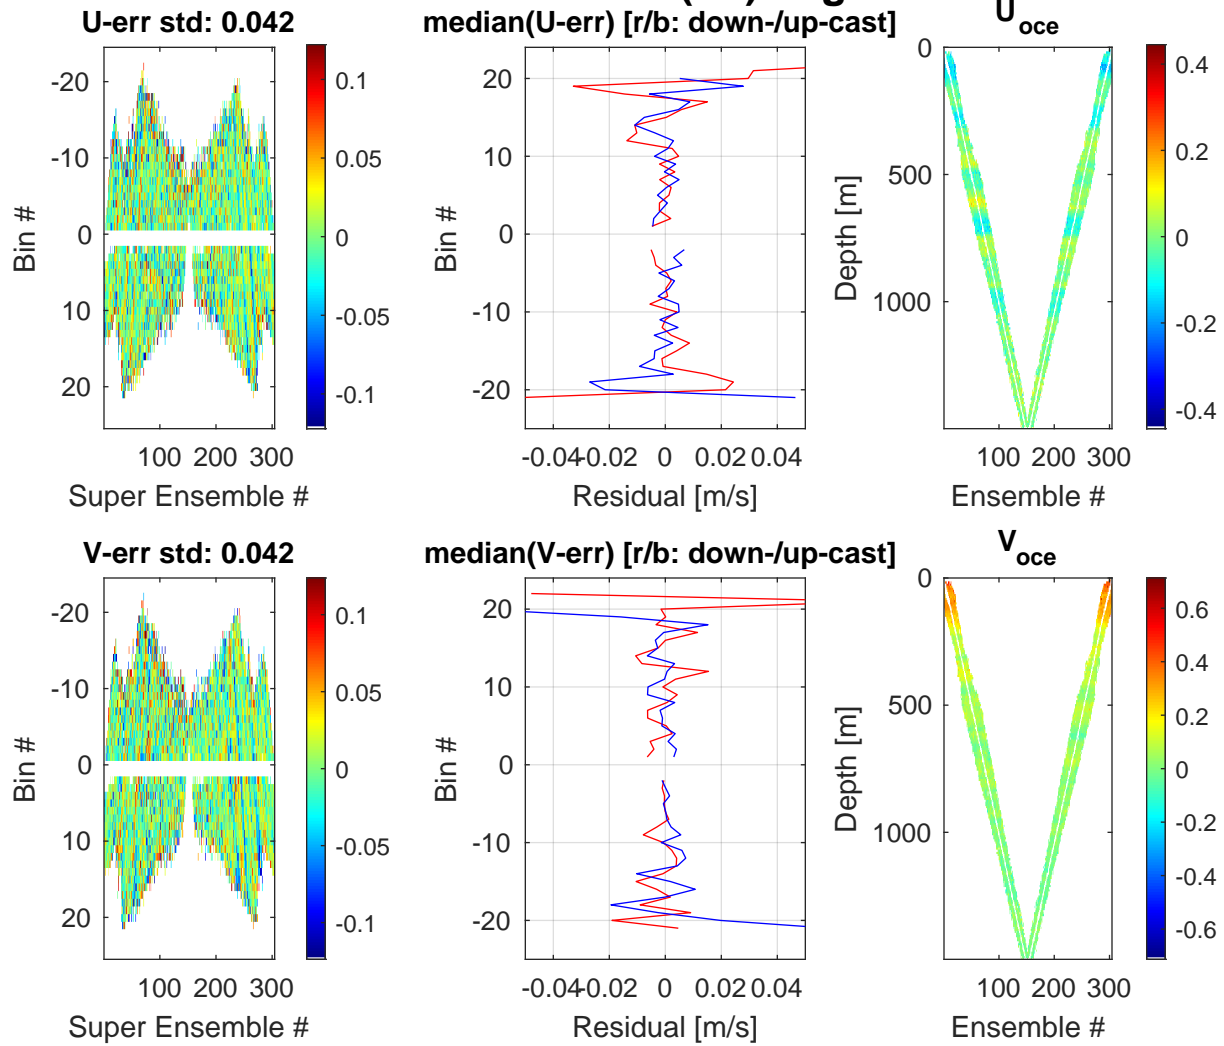 U-err std: 0.042
median(U-err) [r/b: down-/up-cast]
U_oce
-20
-10
0
10
20
Bin #
100 200 300
Super Ensemble #
0.1
0.05
0
-0.05
-0.1
20
10
0
-10
-20
Bin #
-0.04 -0.02 0 0.02 0.04
Residual [m/s]
0
500
1000
Depth [m]
100 200 300
Ensemble #
0.4
0.2
0
-0.2
-0.4
V-err std: 0.042
median(V-err) [r/b: down-/up-cast]
V_oce
-20
-10
0
10
20
Bin #
100 200 300
Super Ensemble #
0.1
0.05
0
-0.05
-0.1
20
10
0
-10
-20
Bin #
-0.04 -0.02 0 0.02 0.04
Residual [m/s]
0
500
1000
Depth [m]
100 200 300
Ensemble #
0.6
0.4
0.2
0
-0.2
-0.4
-0.6